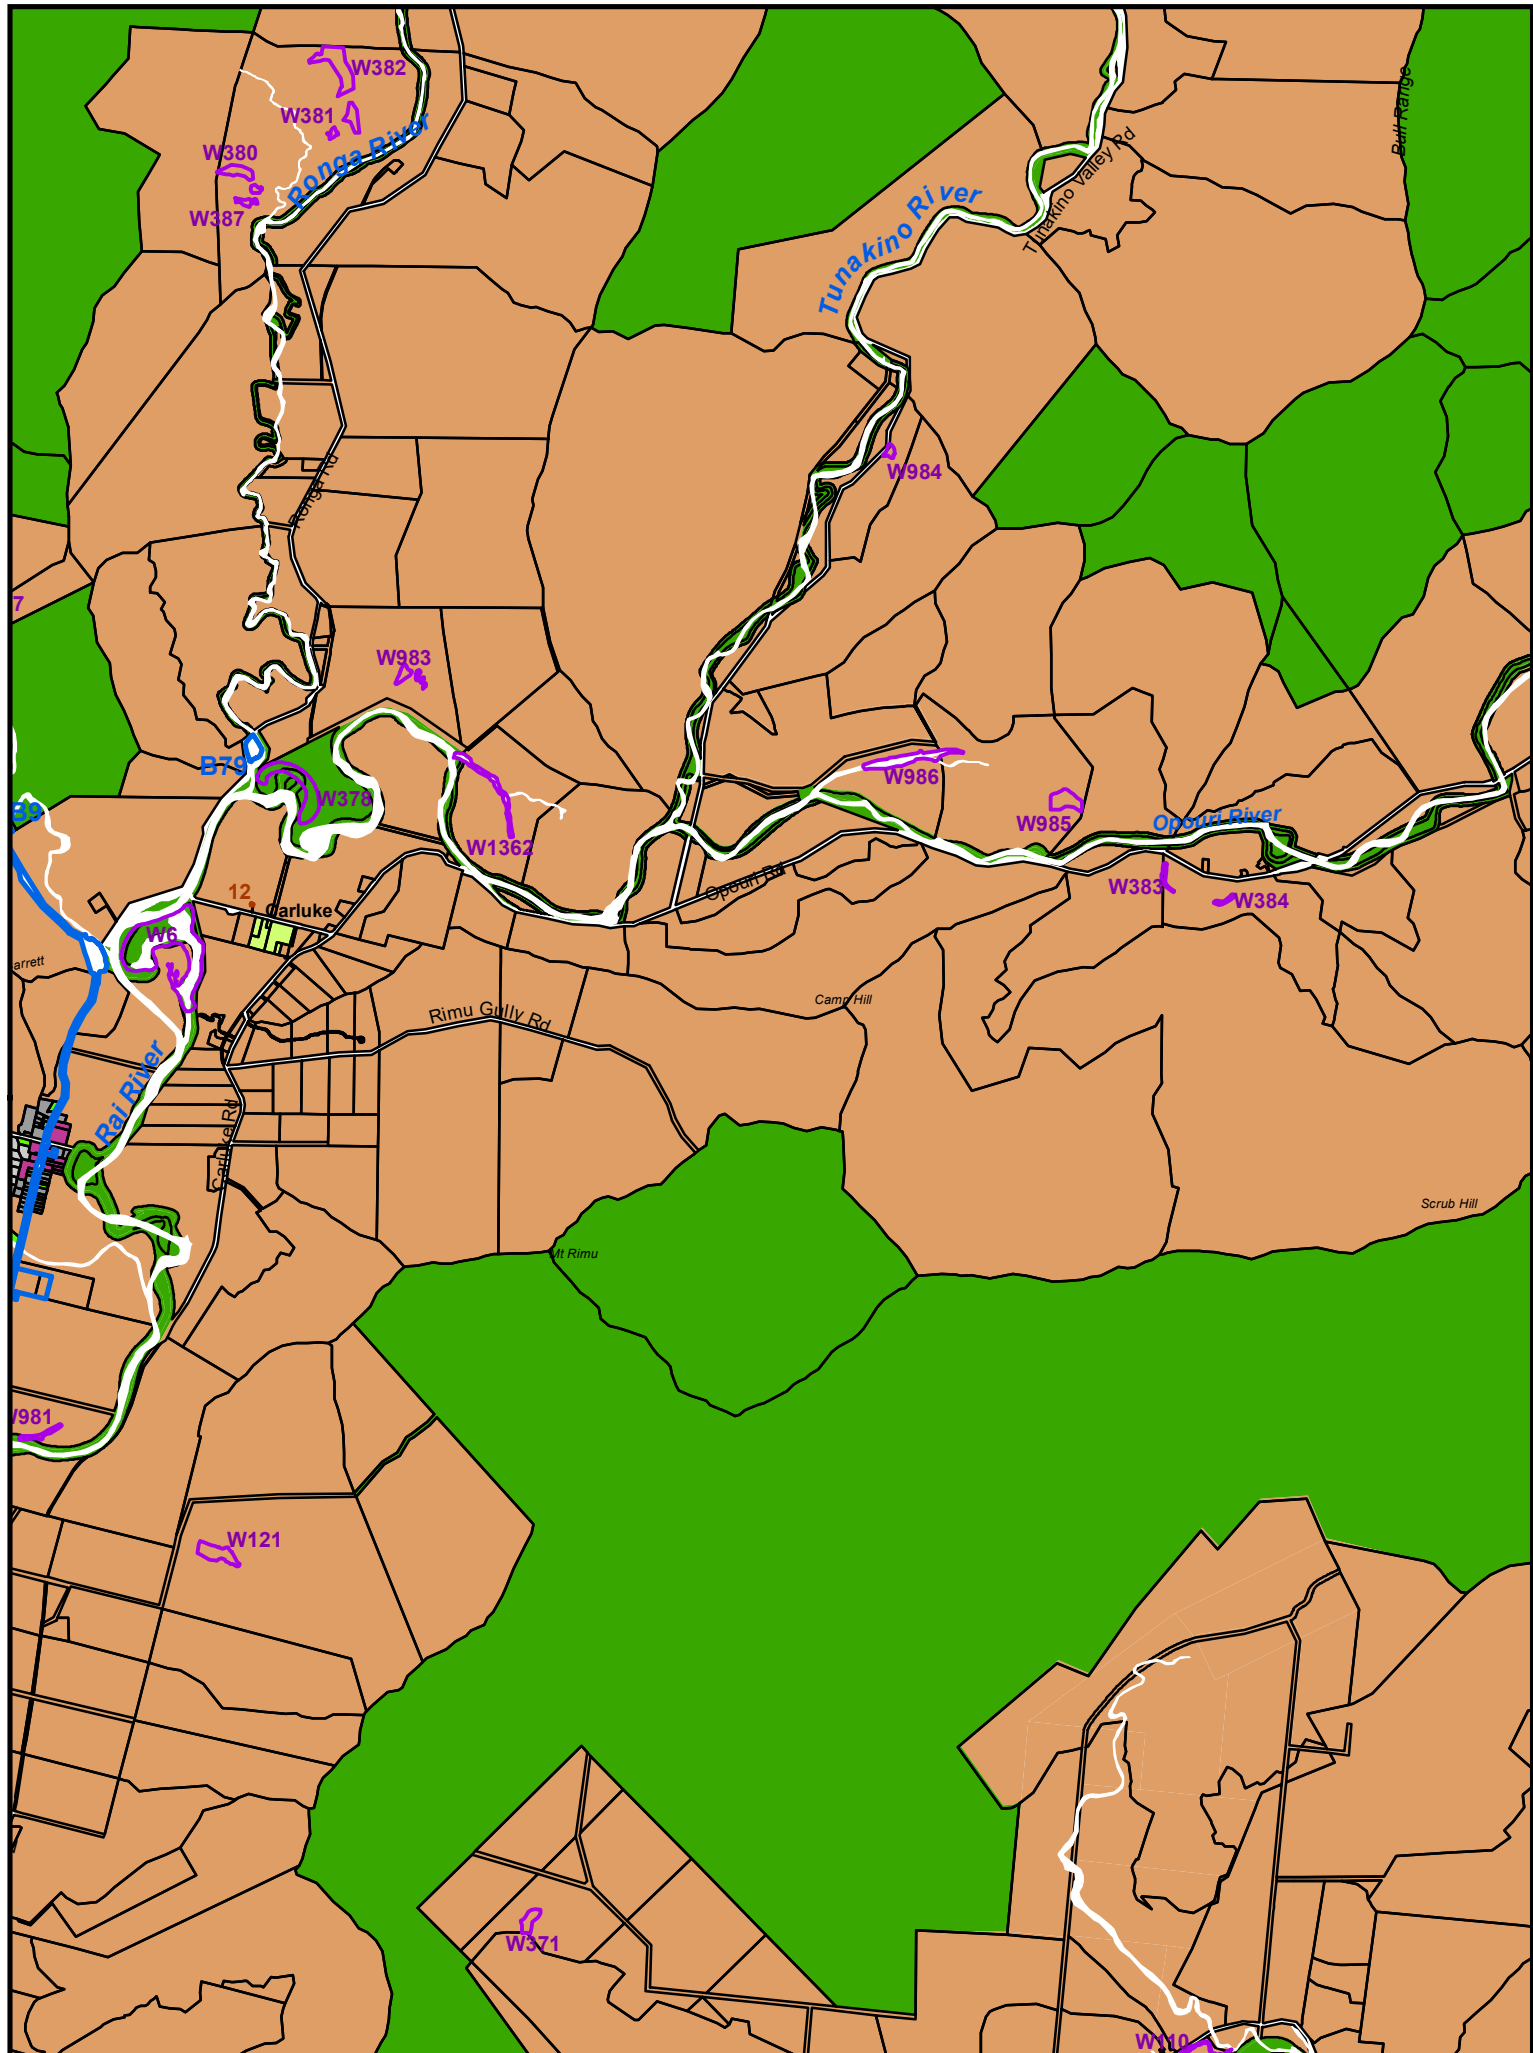 W382
W381
Ronga River
W380
W387
Bull Range
Tunakino Valley Rd
Tunakino River
W984
Ronga Rd
7
W983
B79
W378
W986
W985
Opouri River
B9
W1362
Opouri Rd
W383
W384
12
Carluke
W6
arrett
Camp Hill
Rimu Gully Rd
Rai River
Carluke Rd
Scrub Hill
Mt Rimu
W981
W121
W371
W110